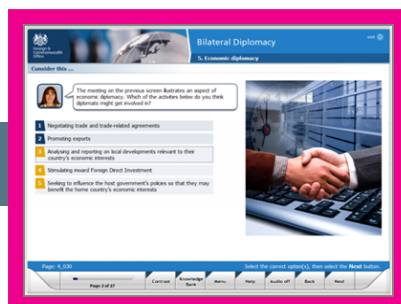 Foreign &
Commonwealth
Office
Bilateral Diplomacy
exit
5. Economic diplomacy
Consider this ...
The meeting on the previous screen illustrates an aspect of
economic diplomacy. Which of the activities below do you think
diplomats might get involved in?
1 Negotiating trade and trade-related agreements
2 Promoting exports
3 Analysing and reporting on local developments relevant to their
country's economic interests
4 Stimulating inward Foreign Direct Investment
5 Seeking to influence the host government's policies so that they may
benefit the home country's economic interests
Page: 4_030
Select the correct option(s), then select the Next button.
Page 2 of 27
Contrast
Knowledge
Bank
Menu
Help
Audio off
Back
Next